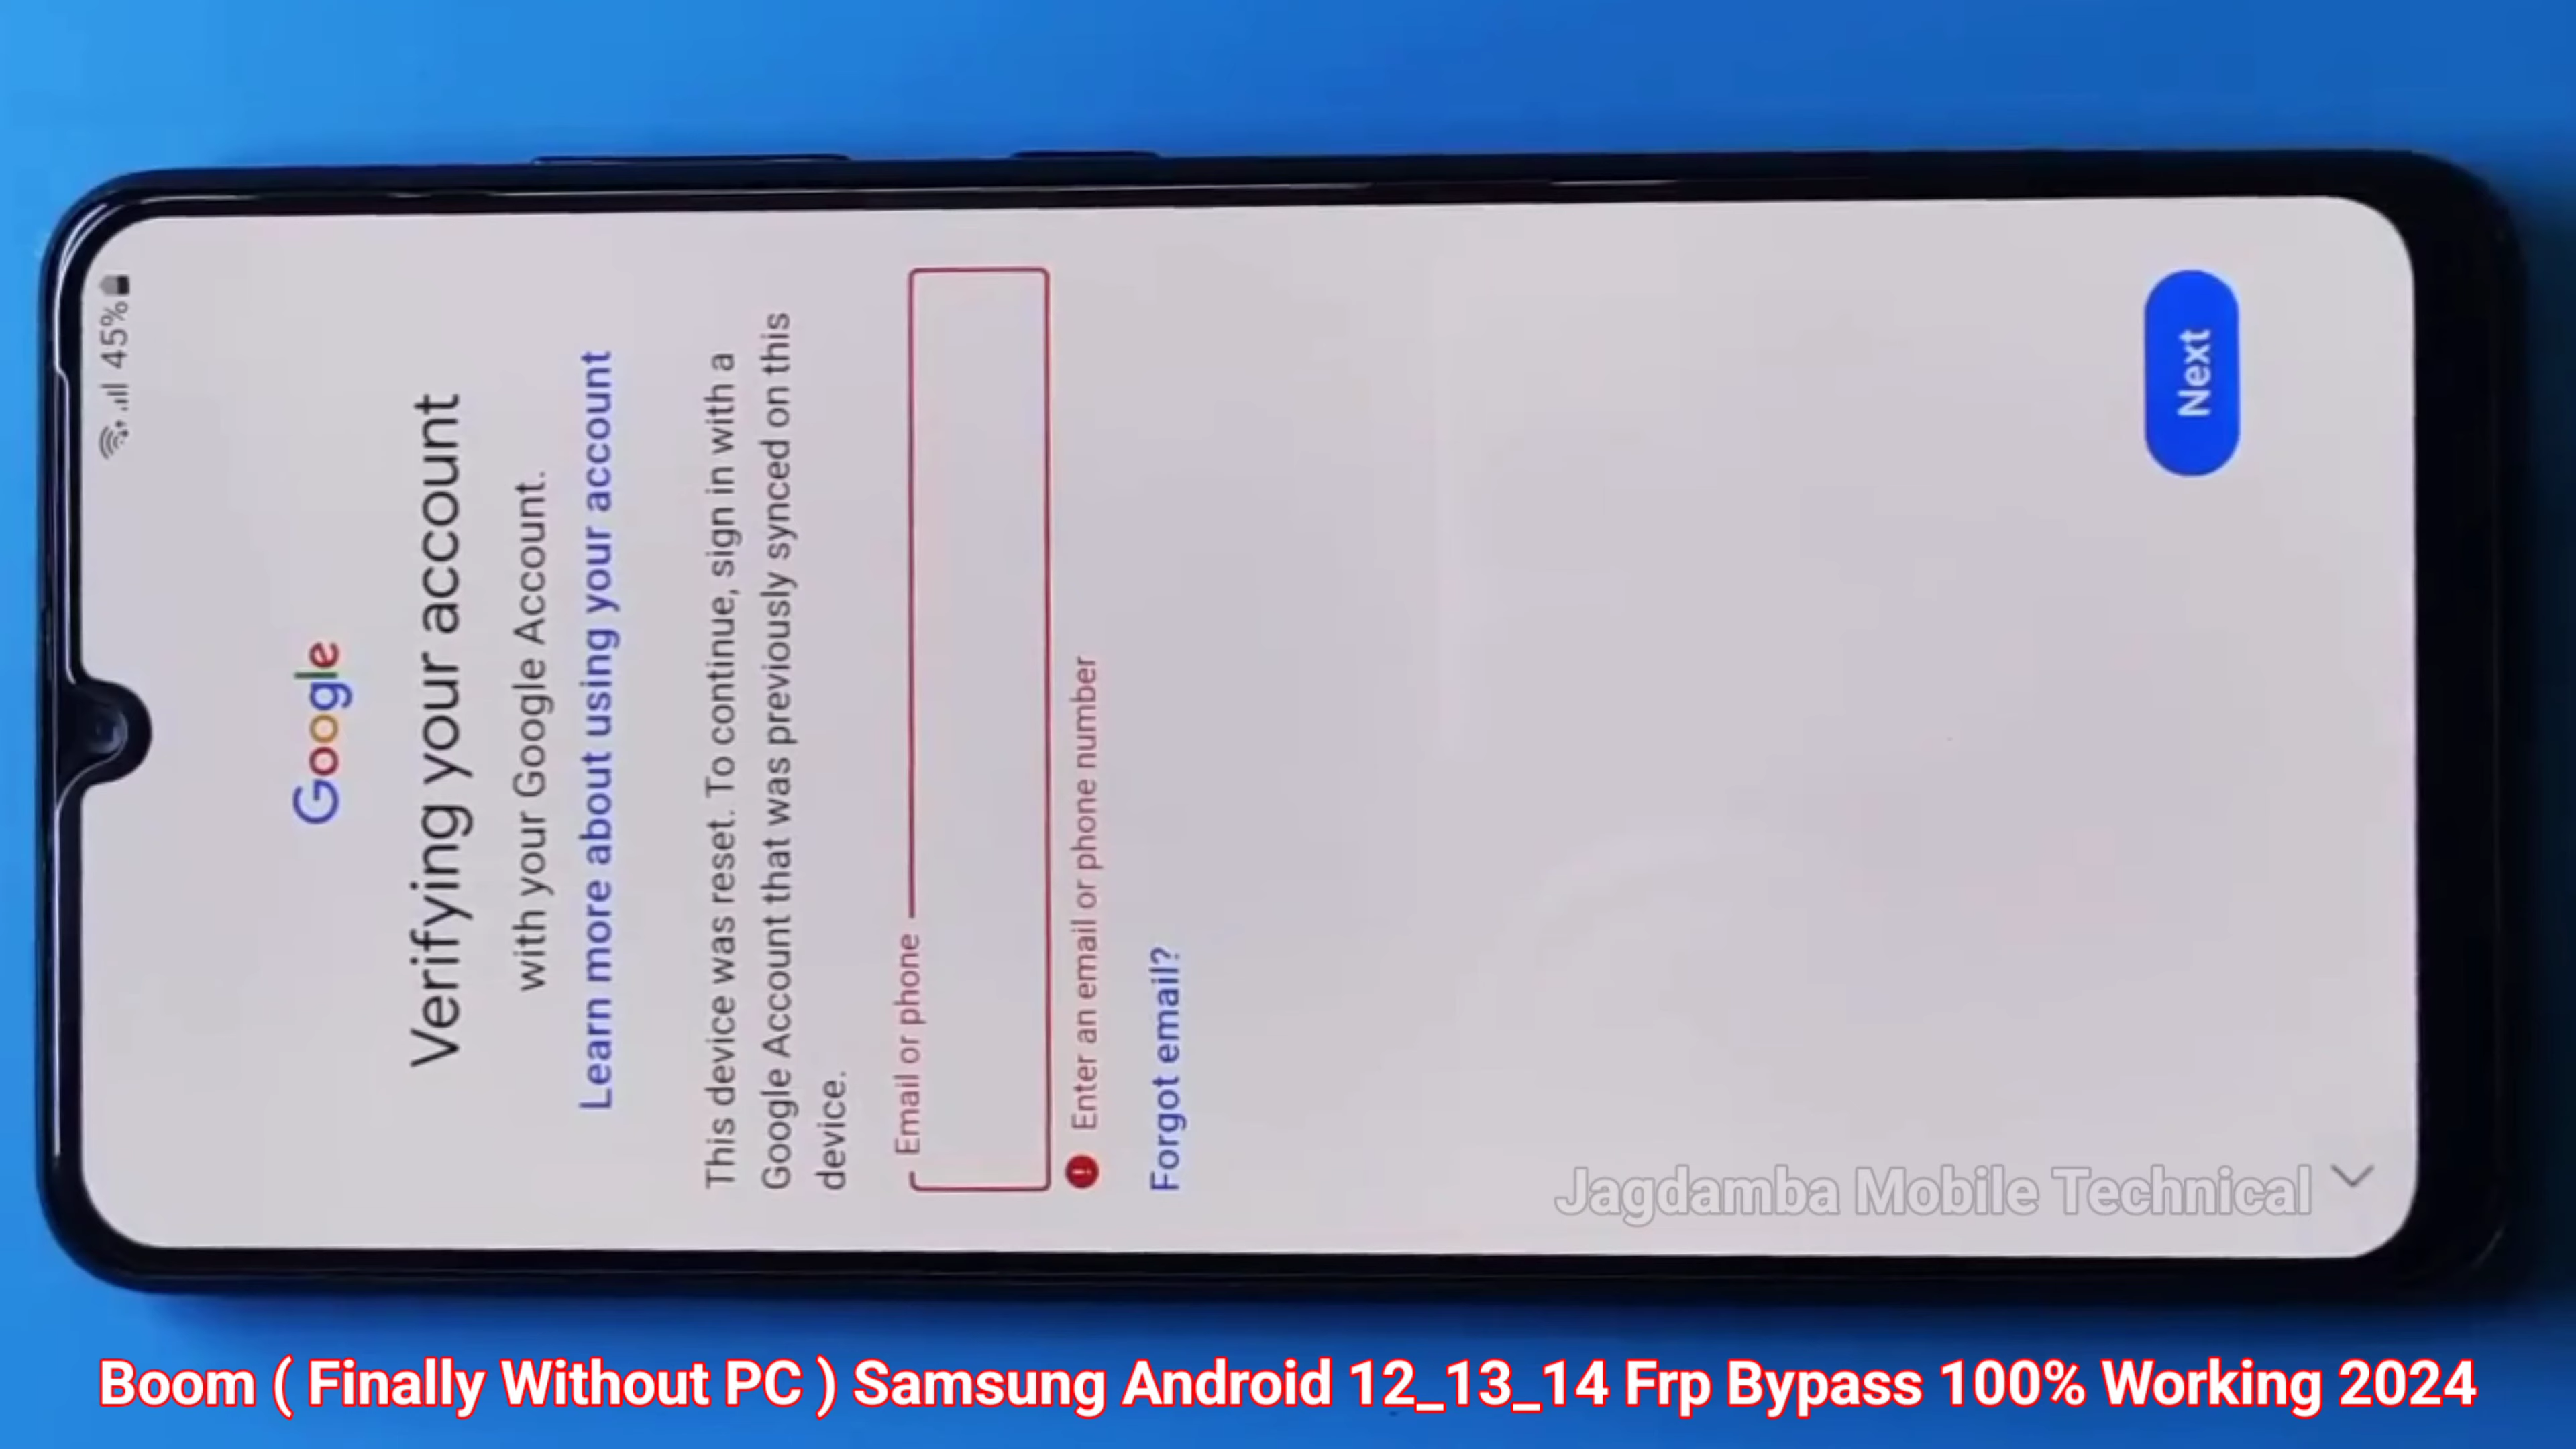 45%
Google
Verifying your account
with your Google Account.
Learn more about using your account
This device was reset. To continue, sign in with a
Google Account that was previously synced on this
device.
Email or phone
Enter an email or phone number
Forgot email?
Next
Jagdamba Mobile Technical
Boom ( Finally Without PC ) Samsung Android 12_13_14 Frp Bypass 100% Working 2024